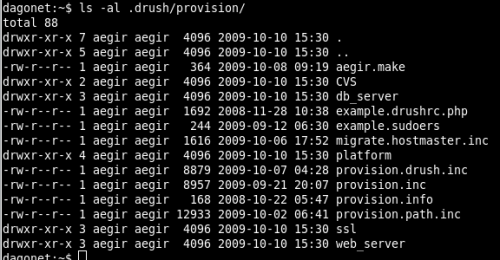 dagonet:~$ ls -al .drush/provision/
total 88
drwxr-xr-x 7 aegir aegir  4096 2009-10-10 15:30 .
drwxr-xr-x 5 aegir aegir  4096 2009-10-10 15:30 ..
-rw-r--r-- 1 aegir aegir   364 2009-10-08 09:19 aegir.make
drwxr-xr-x 2 aegir aegir  4096 2009-10-10 15:30 CVS
drwxr-xr-x 3 aegir aegir  4096 2009-10-10 15:30 db_server
-rw-r--r-- 1 aegir aegir  1692 2008-11-28 10:38 example.drushrc.php
-rw-r--r-- 1 aegir aegir   244 2009-09-12 06:30 example.sudoers
-rw-r--r-- 1 aegir aegir  1616 2009-10-06 17:52 migrate.hostmaster.inc
drwxr-xr-x 4 aegir aegir  4096 2009-10-10 15:30 platform
-rw-r--r-- 1 aegir aegir  8879 2009-10-07 04:28 provision.drush.inc
-rw-r--r-- 1 aegir aegir  8957 2009-09-21 20:07 provision.inc
-rw-r--r-- 1 aegir aegir   168 2008-10-22 05:47 provision.info
-rw-r--r-- 1 aegir aegir 12933 2009-10-02 06:41 provision.path.inc
drwxr-xr-x 3 aegir aegir  4096 2009-10-10 15:30 ssl
drwxr-xr-x 3 aegir aegir  4096 2009-10-10 15:30 web_server
dagonet:~$